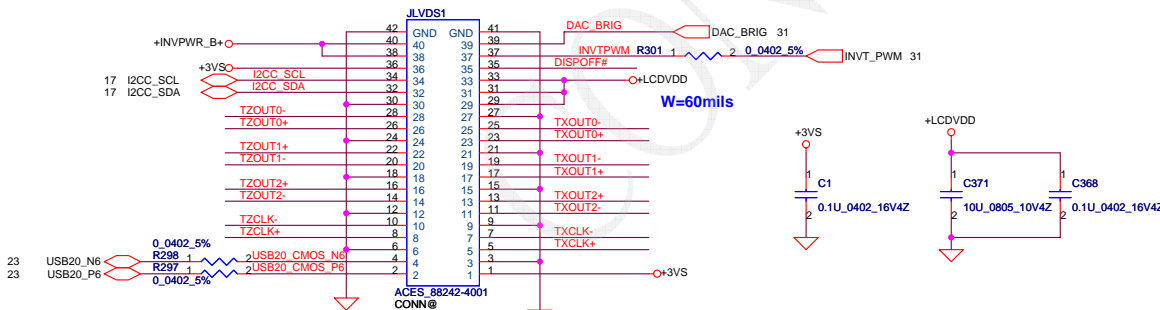 JLVDS1
42 GND GND 41
+INVPWR_B+ 40 40 39 39 DAC_BRIG DAC_BRIG 31
38 38 37 37 INVTPWM R301 1 2 0_0402_5% INVT_PWM 31
+3VS 36 36 35 35 DISPOFF#
17 I2CC_SCL I2CC_SCL 34 34 33 33 +LCDVDD
17 I2CC_SDA I2CC_SDA 32 32 31 31
30 30 29 29 W=60mils
TZOUT0- 28 28 27 27
TZOUT0+ 26 26 25 25 TXOUT0-
24 24 23 23 TXOUT0+
TZOUT1+ 22 22 21 21
TZOUT1- 20 20 19 19 TXOUT1-
18 18 17 17 TXOUT1+
TZOUT2+ 16 16 15 15
TZOUT2- 14 14 13 13 TXOUT2+
12 12 11 11 TXOUT2-
TZCLK- 10 10 9 9
TZCLK+ 8 8 7 7 TXCLK-
6 6 5 5 TXCLK+
0_0402_5%
23 USB20_N6 R298 1 2 USB20_CMOS_N6 4 4 3 3
23 USB20_P6 R297 1 2 USB20_CMOS_P6 2 2 1 1 +3VS
0_0402_5%
ACES_88242-4001
CONN@
+3VS
1
C1
0.1U_0402_16V4Z
2
+LCDVDD
1
C371
10U_0805_10V4Z
2
1
C368
0.1U_0402_16V4Z
2